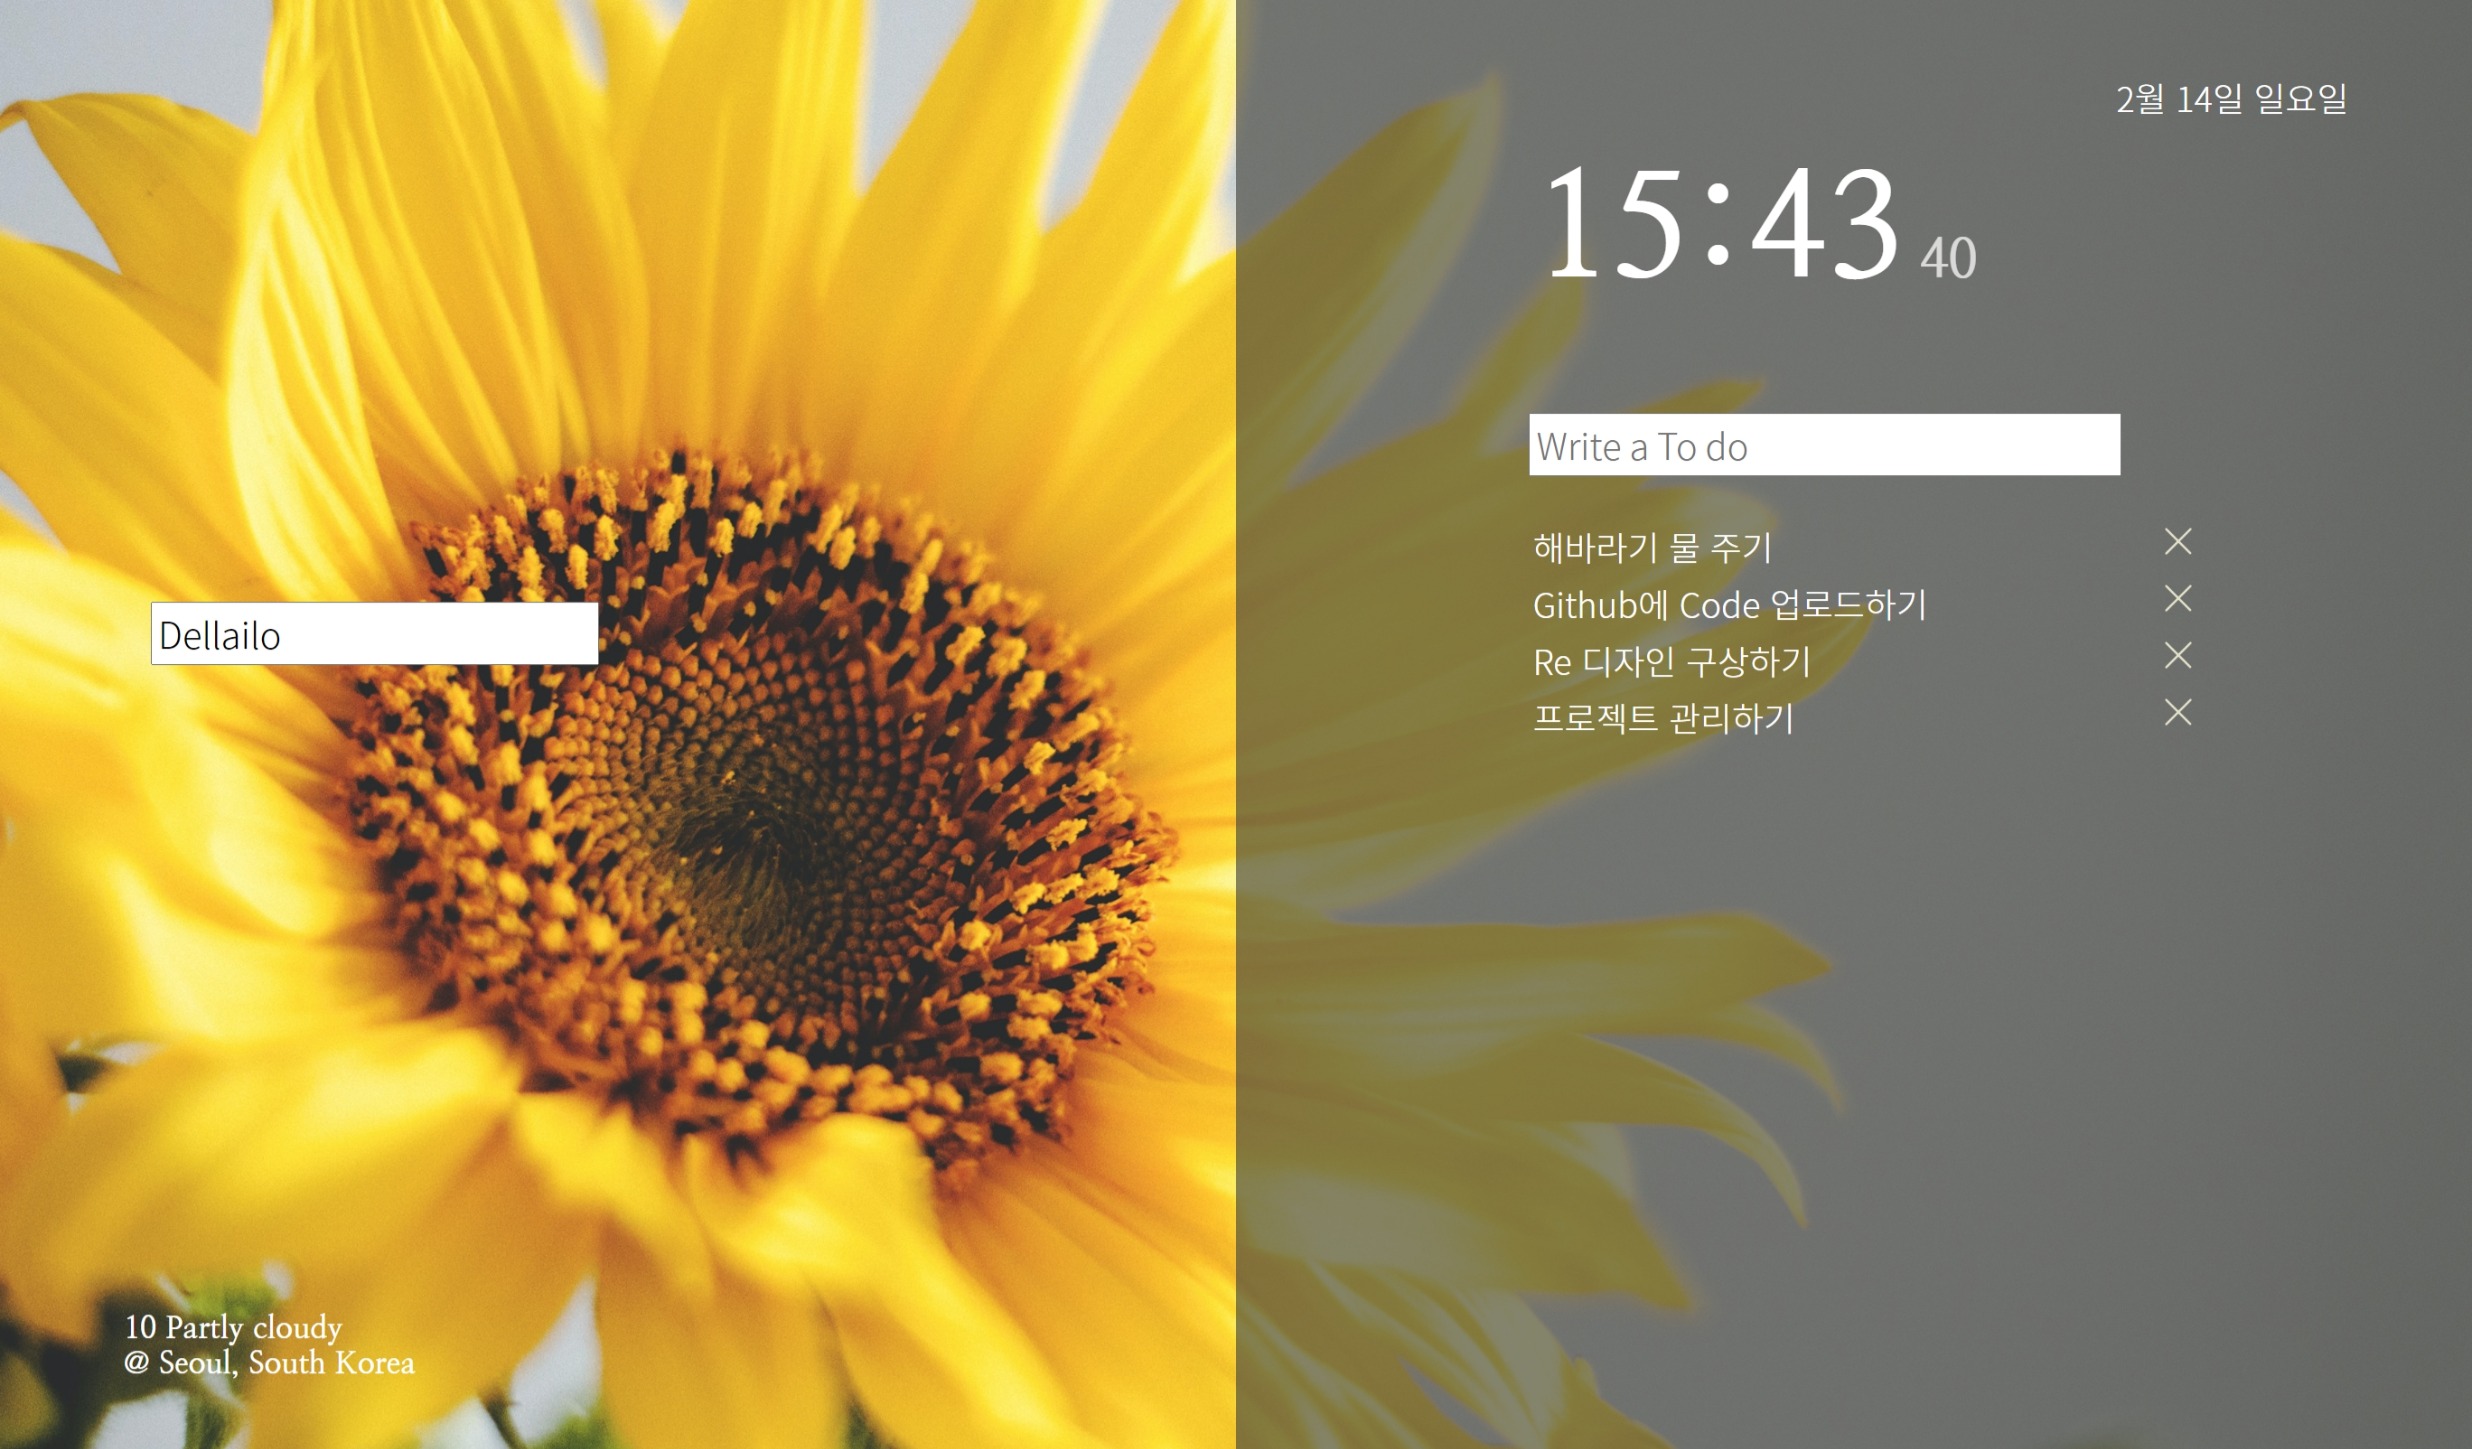 2월 14일 일요일
15:43 40
Write a To do
해바라기 물 주기
Github에 Code 업로드하기
Re 디자인 구상하기
프로젝트 관리하기
Dellailo
10 Partly cloudy
@ Seoul, South Korea